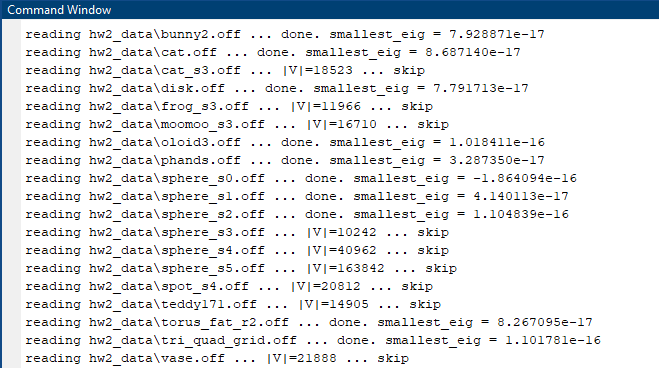 Command Window
reading hw2_data\bunny2.off ... done. smallest_eig = 7.928871e-17
reading hw2_data\cat.off ... done. smallest_eig = 8.687140e-17
reading hw2_data\cat_s3.off ... |V|=18523 ... skip
reading hw2_data\disk.off ... done. smallest_eig = 7.791713e-17
reading hw2_data\frog_s3.off ... |V|=11966 ... skip
reading hw2_data\moomoo_s3.off ... |V|=16710 ... skip
reading hw2_data\oloid3.off ... done. smallest_eig = 1.018411e-16
reading hw2_data\phands.off ... done. smallest_eig = 3.287350e-17
reading hw2_data\sphere_s0.off ... done. smallest_eig = -1.864094e-16
reading hw2_data\sphere_s1.off ... done. smallest_eig = 4.140113e-17
reading hw2_data\sphere_s2.off ... done. smallest_eig = 1.104839e-16
reading hw2_data\sphere_s3.off ... |V|=10242 ... skip
reading hw2_data\sphere_s4.off ... |V|=40962 ... skip
reading hw2_data\sphere_s5.off ... |V|=163842 ... skip
reading hw2_data\spot_s4.off ... |V|=20812 ... skip
reading hw2_data\teddy171.off ... |V|=14905 ... skip
reading hw2_data\torus_fat_r2.off ... done. smallest_eig = 8.267095e-17
reading hw2_data\tri_quad_grid.off ... done. smallest_eig = 1.101781e-16
reading hw2_data\vase.off ... |V|=21888 ... skip